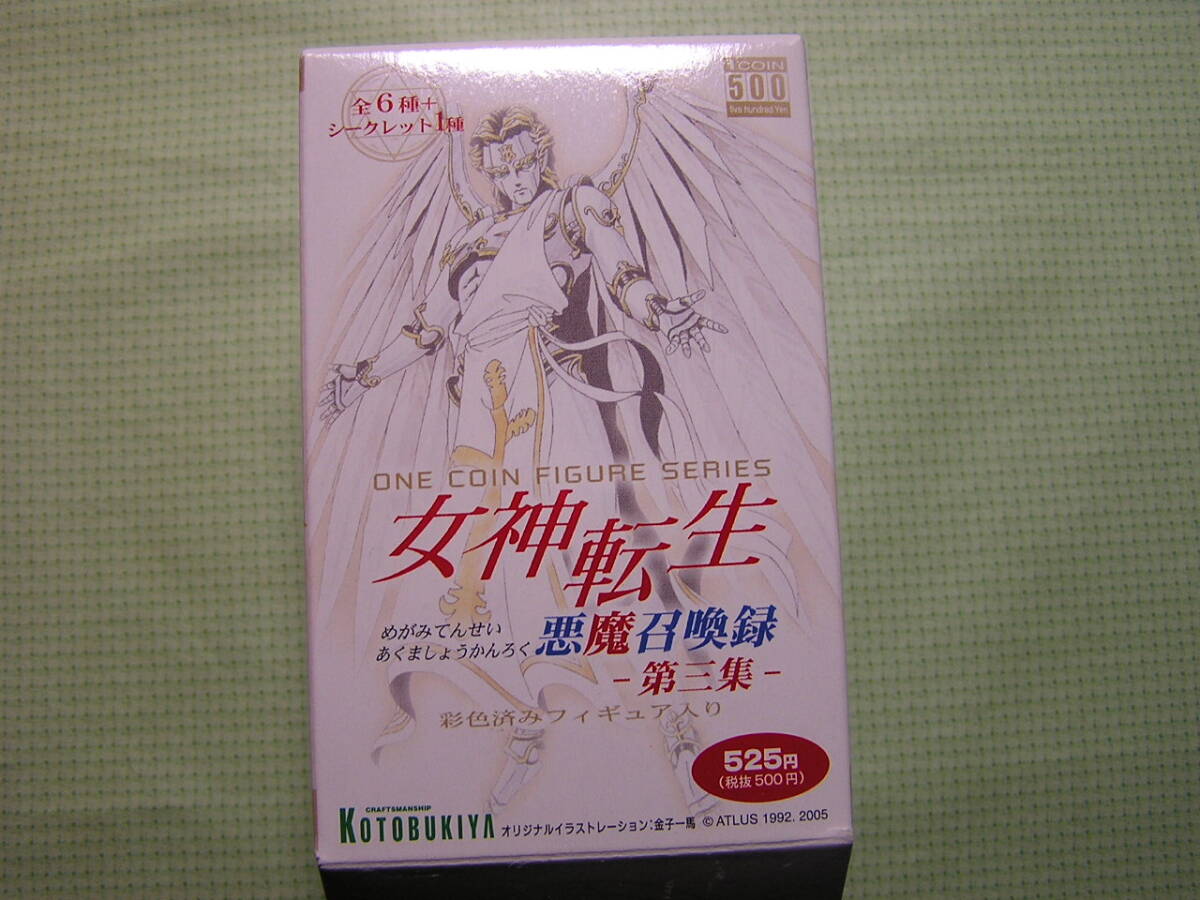 全6種+
シークレット1種
1 COIN
500
five hundred Yen
ONE COIN FIGURE SERIES
女神転生
めがみてんせい
あくましょうかんろく
悪魔召喚録
-第三集-
彩色済みフィギュア入り
525円
(税抜500円)
CRAFTSMANSHIP
KOTOBUKIYA
オリジナルイラストレーション:金子一馬 ©ATLUS 1992. 2005